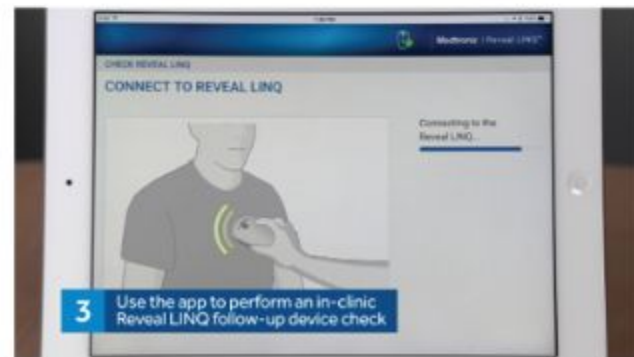 Medtronic | Reveal LINQ™
CHECK REVEAL LINQ
CONNECT TO REVEAL LINQ
Connecting to the
Reveal LINQ...
3
Use the app to perform an in-clinic
Reveal LINQ follow-up device check